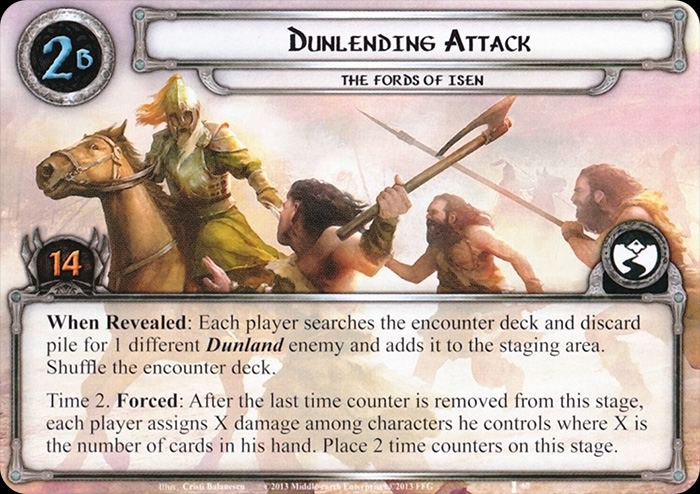 2B
DUNLENDING ATTACK
THE FORDS OF ISEN
14
When Revealed: Each player searches the encounter deck and discard
pile for 1 different Dunland enemy and adds it to the staging area.
Shuffle the encounter deck.
Time 2. Forced: After the last time counter is removed from this stage,
each player assigns X damage among characters he controls where X is
the number of cards in his hand. Place 2 time counters on this stage.
Illus. Cristi Balanescu ©2013 Middle-earth Enterprises ©2013 FFG